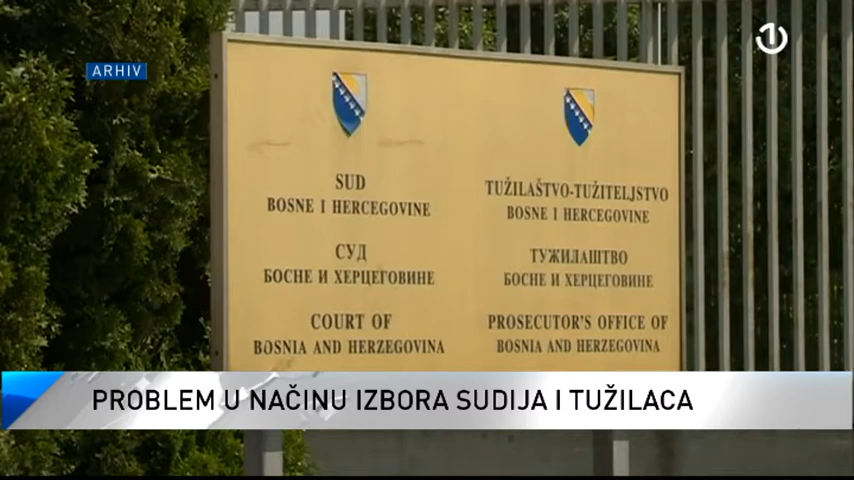 ARHIV
1
SUD
BOSNE I HERCEGOVINE
СУД
БОСНЕ И ХЕРЦЕГОВИНЕ
COURT OF
BOSNIA AND HERZEGOVINA
TUŽILAŠTVO-TUŽITELJSTVO
BOSNE I HERCEGOVINE
ТУЖИЛАШТВО
БОСНЕ И ХЕРЦЕГОВИНЕ
PROSECUTOR'S OFFICE OF
BOSNIA AND HERZEGOVINA
PROBLEM U NAČINU IZBORA SUDIJA I TUŽILACA